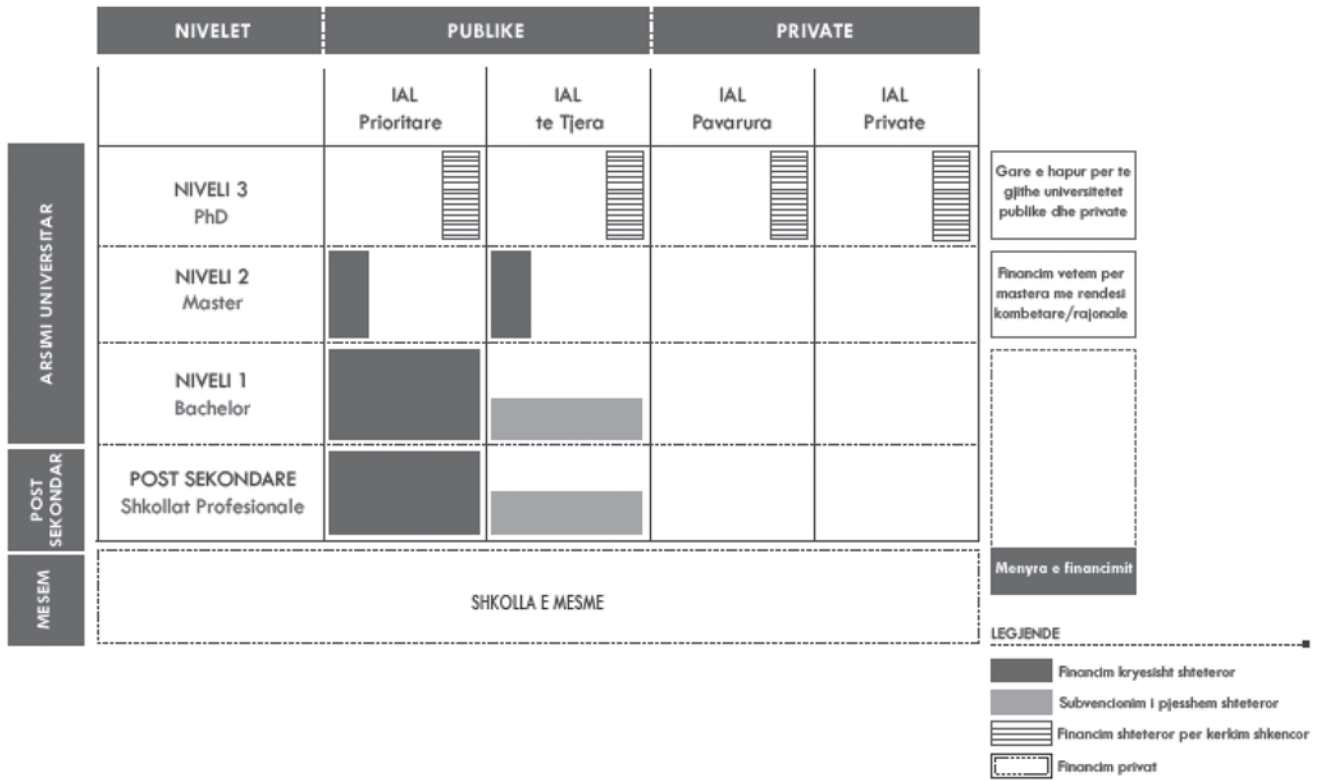 NIVELET
PUBLIKE
PRIVATE
IAL
Prioritare
IAL
te Tjera
IAL
Pavarura
IAL
Private
ARSIMI UNIVERSITAR
NIVELI 3
PhD
Gare e hapur per te
gjithe universitetet
publike dhe private
NIVELI 2
Master
Financim vetem per
mastera me rendesi
kombetare/rajonale
NIVELI 1
Bachelor
POST
SEKONDAR
POST SEKONDARE
Shkollat Profesionale
MESEM
SHKOLLA E MESME
Menyra e financimit
LEGJENDE
Financim kryesisht shteteror
Subvencionim i pjesshem shteteror
Financim shteteror per kerkim shkencor
Financim privat